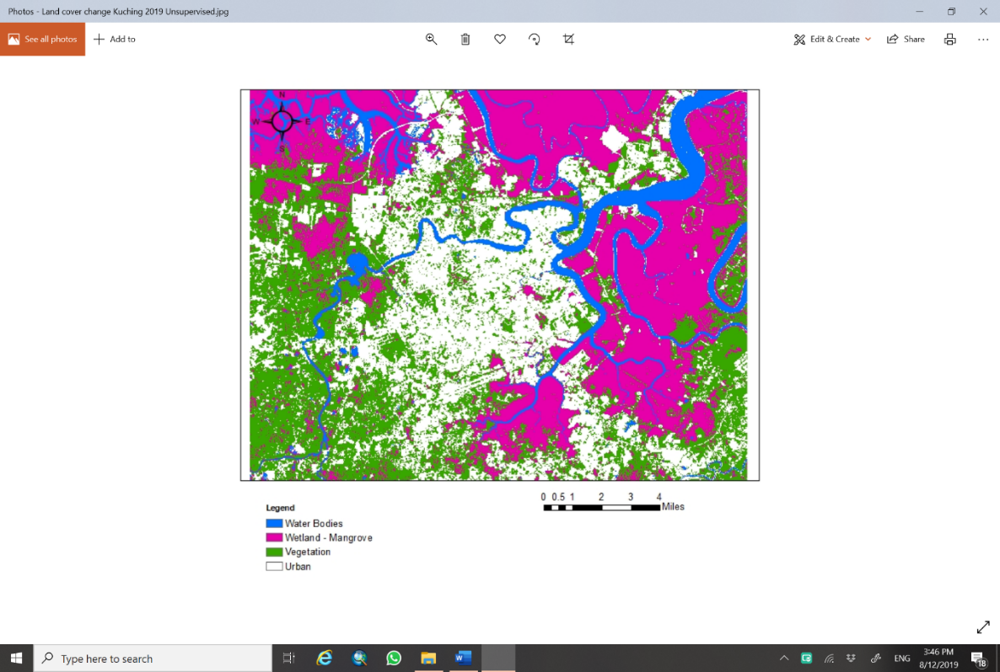 Photos - Land cover change Kuching 2019 Unsupervised.jpg
See all photos
Add to
Edit & Create
Share
N
W E
S
0 0.5 1 2 3 4
Miles
Legend
Water Bodies
Wetland - Mangrove
Vegetation
Urban
Type here to search
ENG
3:46 PM
8/12/2019
18